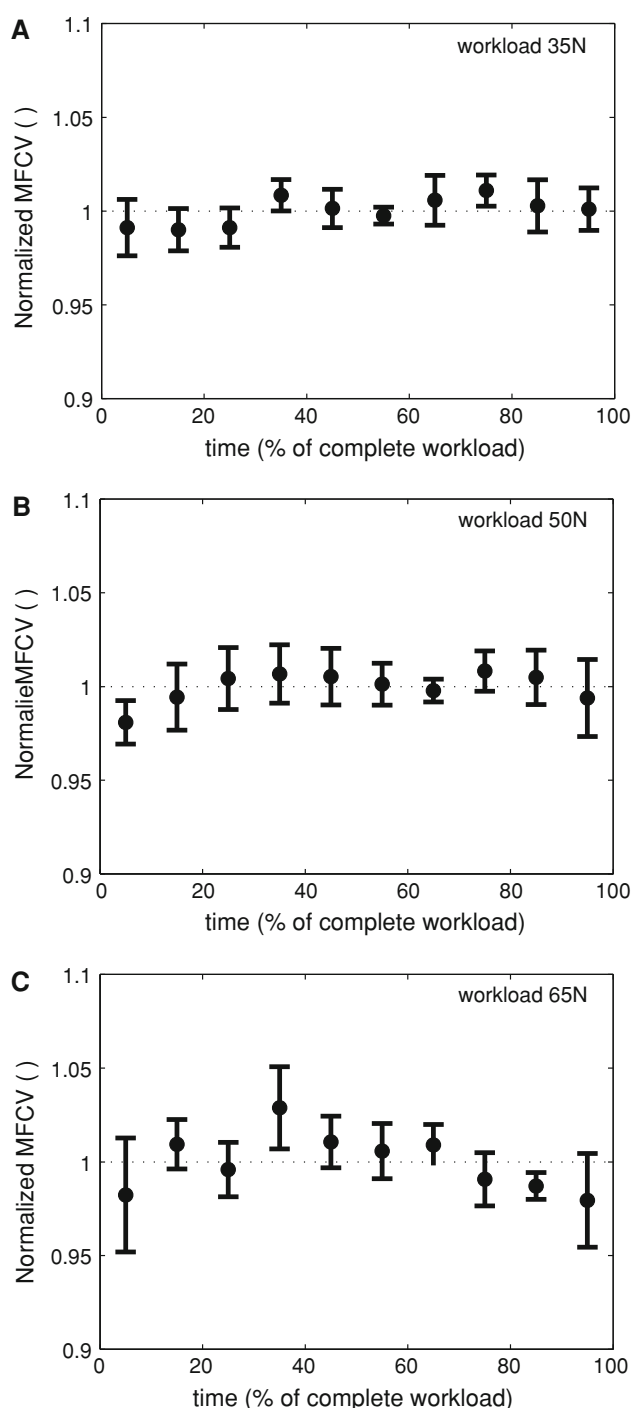 A
workload 35N
1.1
1.05
1
0.95
0.9
Normalized MFCV ( )
0 20 40 60 80 100
time (% of complete workload)
B
workload 50N
1.1
1.05
1
0.95
0.9
NormalieMFCV ( )
0 20 40 60 80 100
time (% of complete workload)
C
workload 65N
1.1
1.05
1
0.95
0.9
Normalized MFCV ( )
0 20 40 60 80 100
time (% of complete workload)